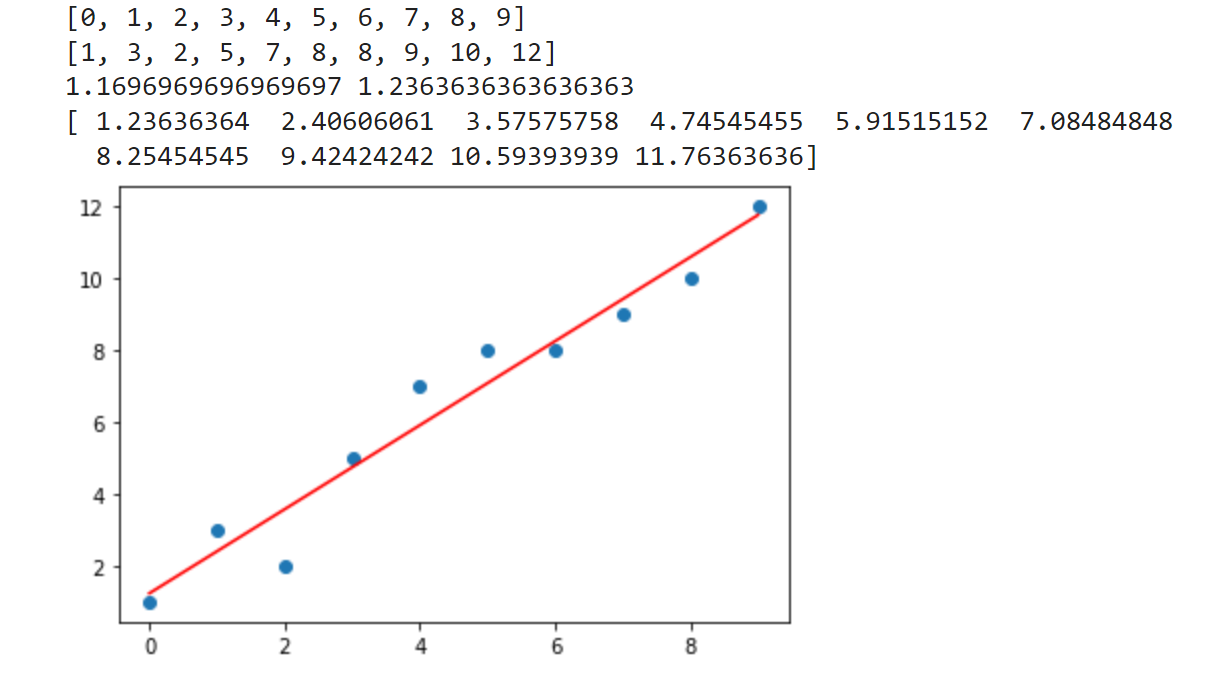 [0, 1, 2, 3, 4, 5, 6, 7, 8, 9]
[1, 3, 2, 5, 7, 8, 8, 9, 10, 12]
1.1696969696969697 1.2363636363636363
[ 1.23636364  2.40606061  3.57575758  4.74545455  5.91515152  7.08484848
  8.25454545  9.42424242 10.59393939 11.76363636]
12
10
8
6
4
2
0 2 4 6 8